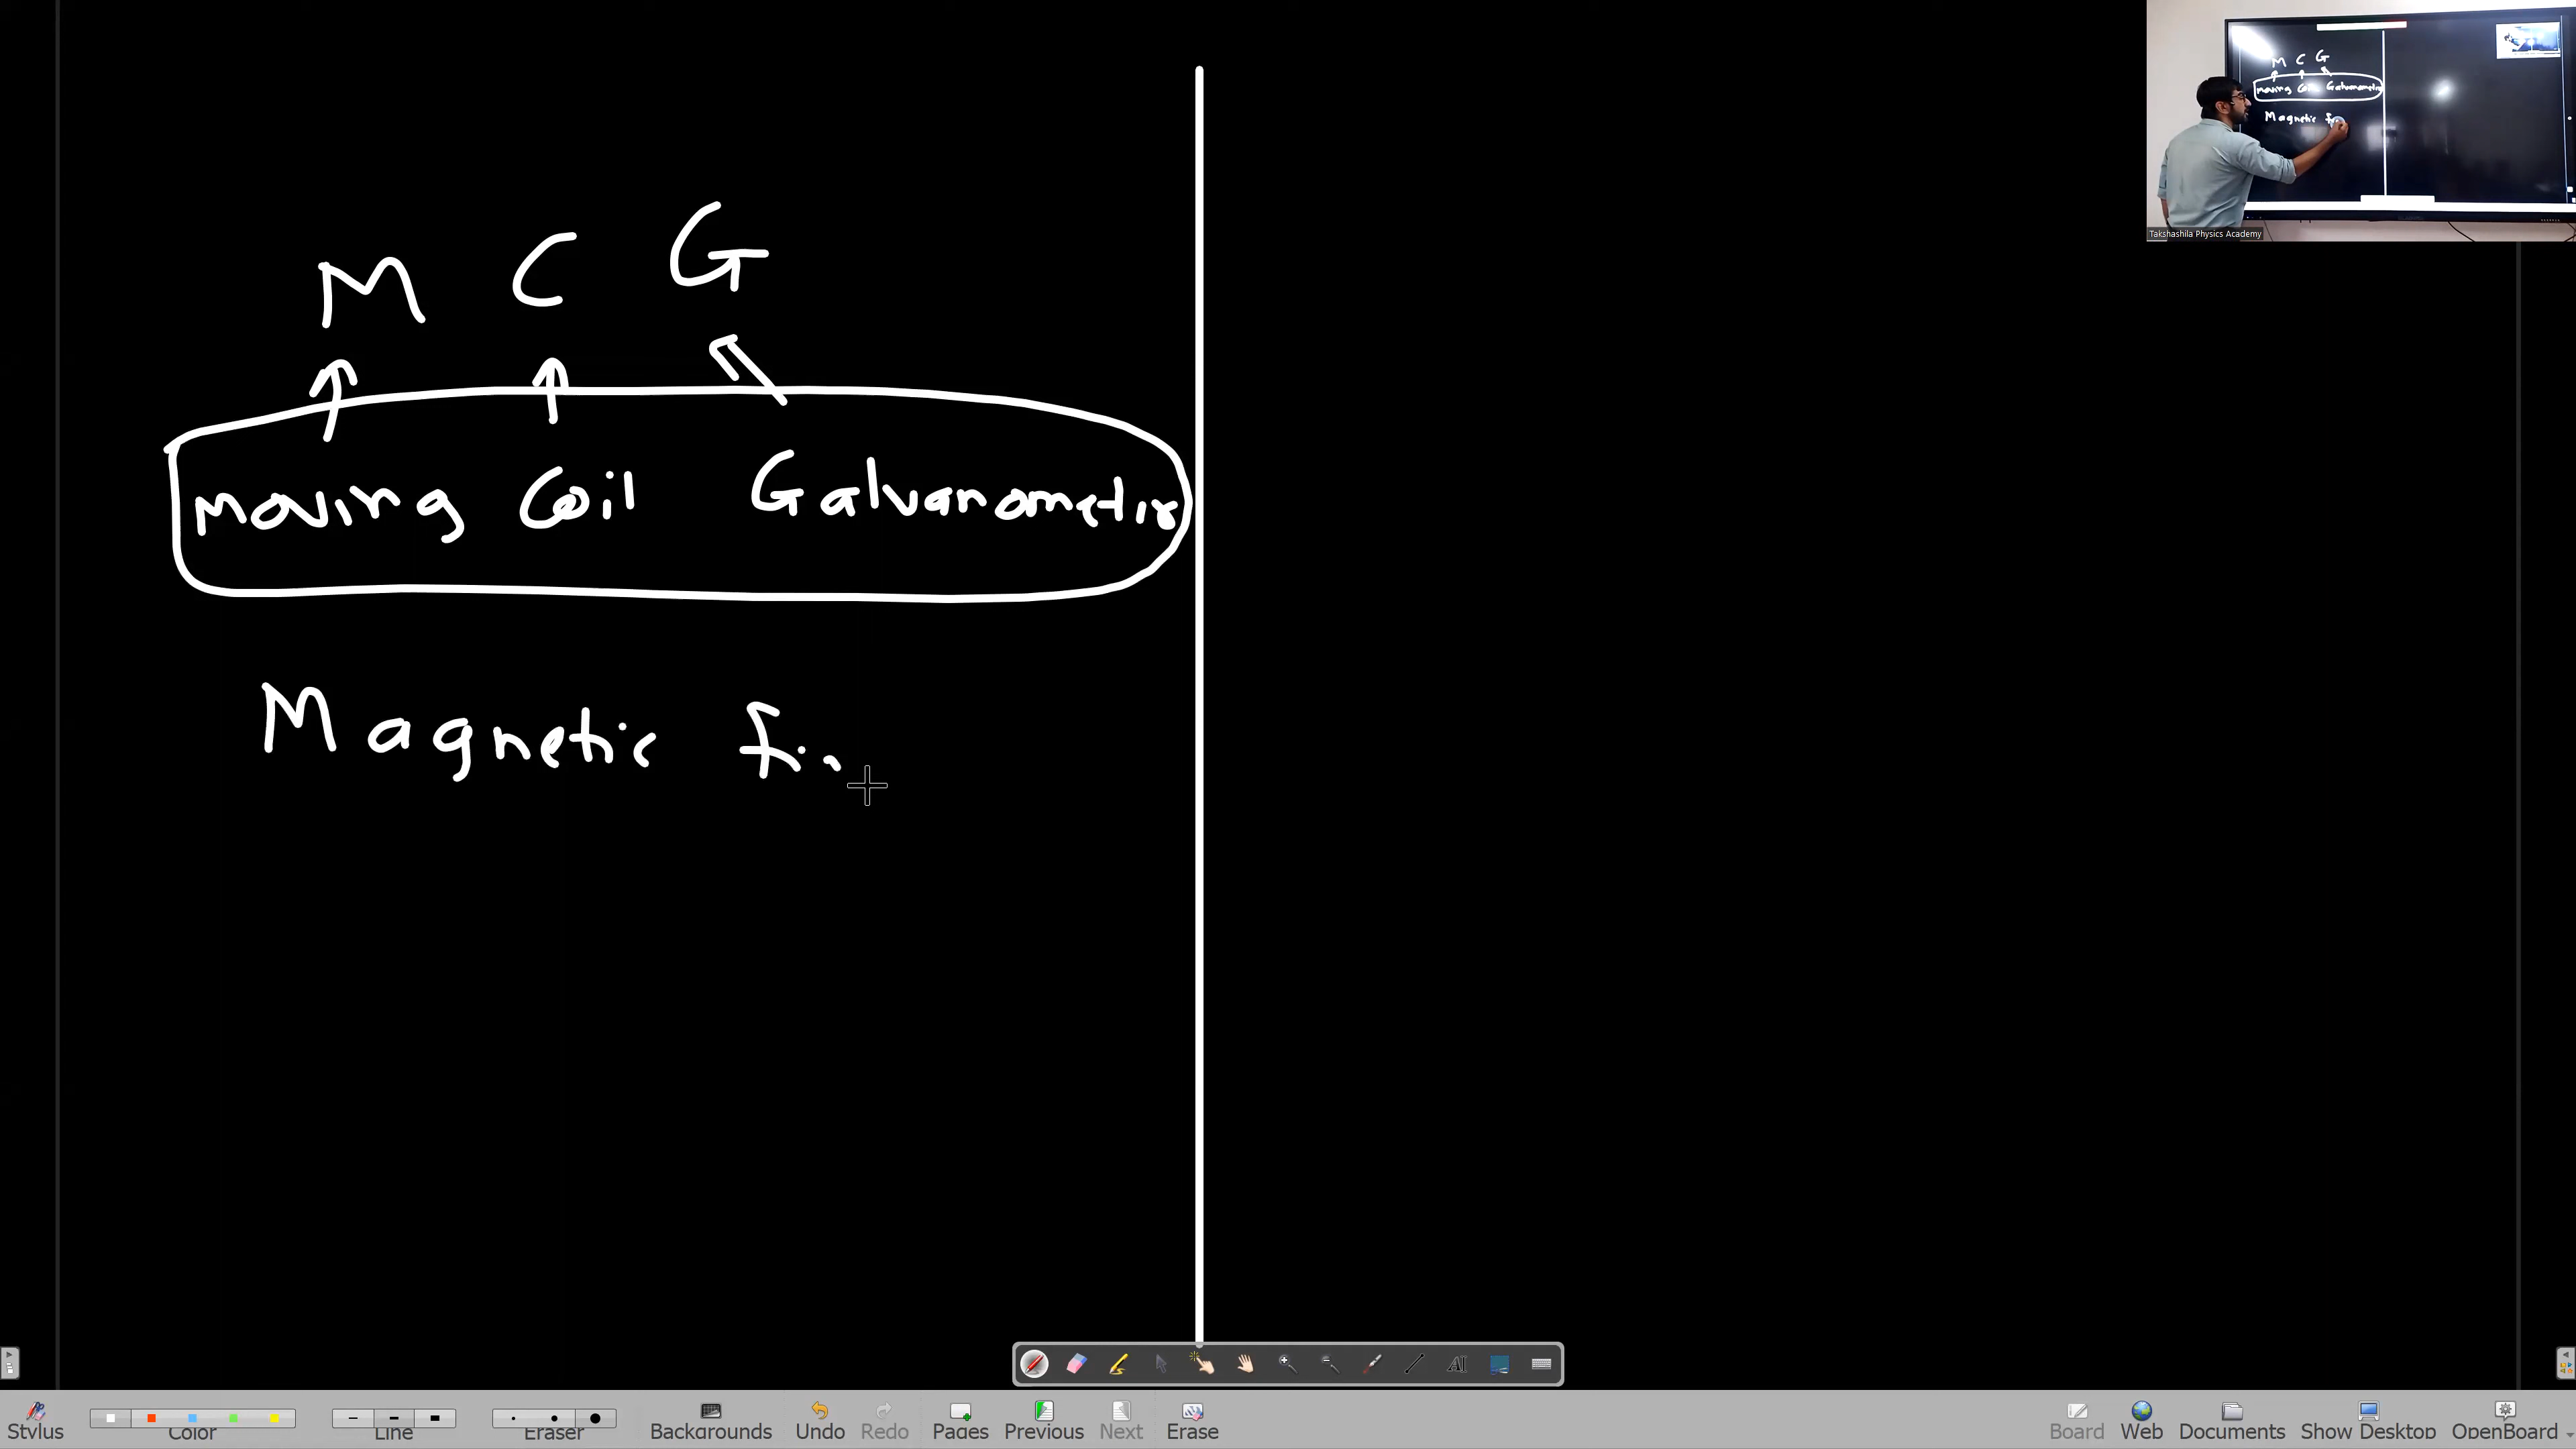 M C G
Moving Coil Galvanometer
Magnetic fi
Takshashila Physics Academy
Stylus Color Line Eraser Backgrounds Undo Redo Pages Previous Next Erase Board Web Documents Show Desktop OpenBoard